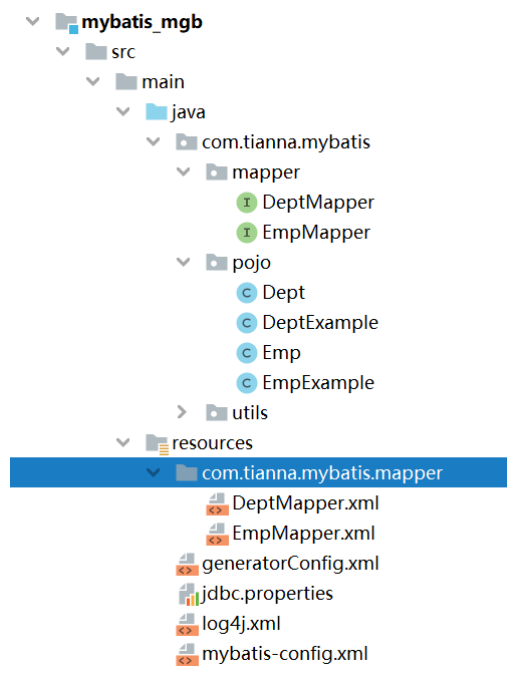 mybatis_mgb
src
main
java
com.tianna.mybatis
mapper
I DeptMapper
I EmpMapper
pojo
C Dept
C DeptExample
C Emp
C EmpExample
utils
resources
com.tianna.mybatis.mapper
DeptMapper.xml
EmpMapper.xml
generatorConfig.xml
jdbc.properties
log4j.xml
mybatis-config.xml